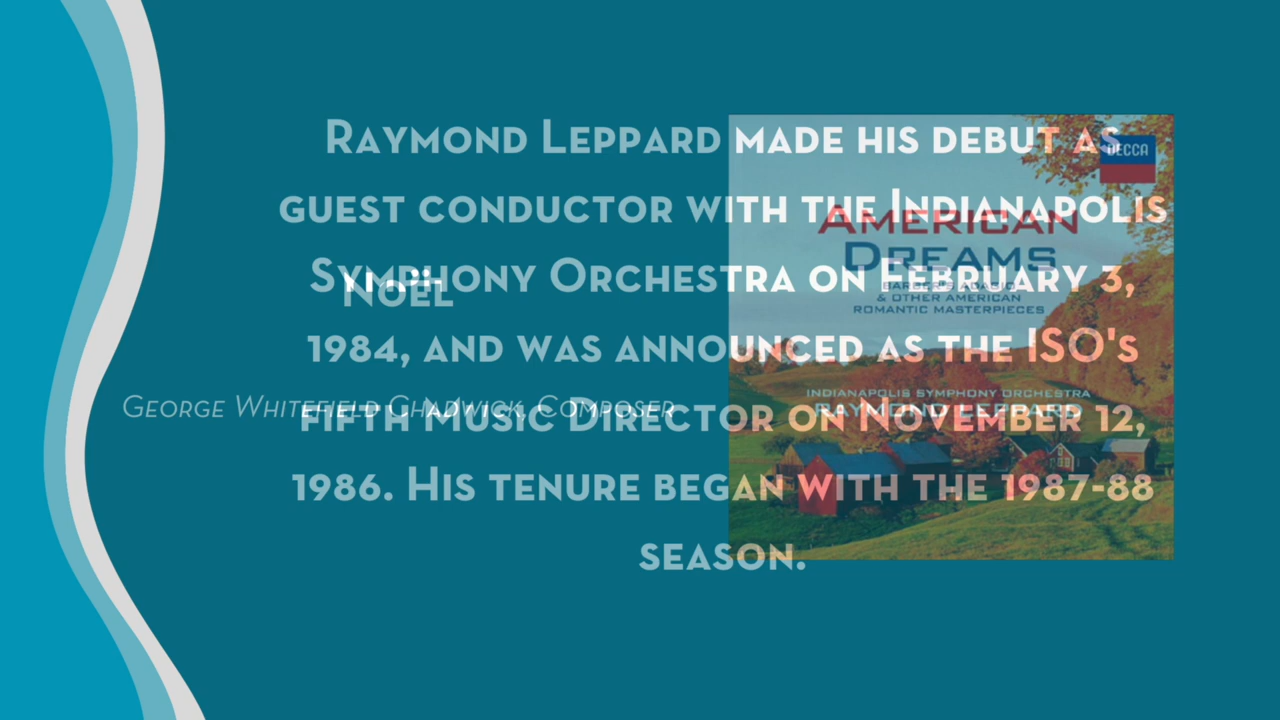 Raymond Leppard made his debut as
guest conductor with the Indianapolis
Symphony Orchestra on February 3,
1984, and was announced as the ISO's
fifth Music Director on November 12,
1986. His tenure began with the 1987-88
season.
Noël
George Whitefield Chadwick, Composer
DECCA
American
Dreams
Barber's Adagio
& Other American
Romantic Masterpieces
Indianapolis Symphony Orchestra
Raymond Leppard